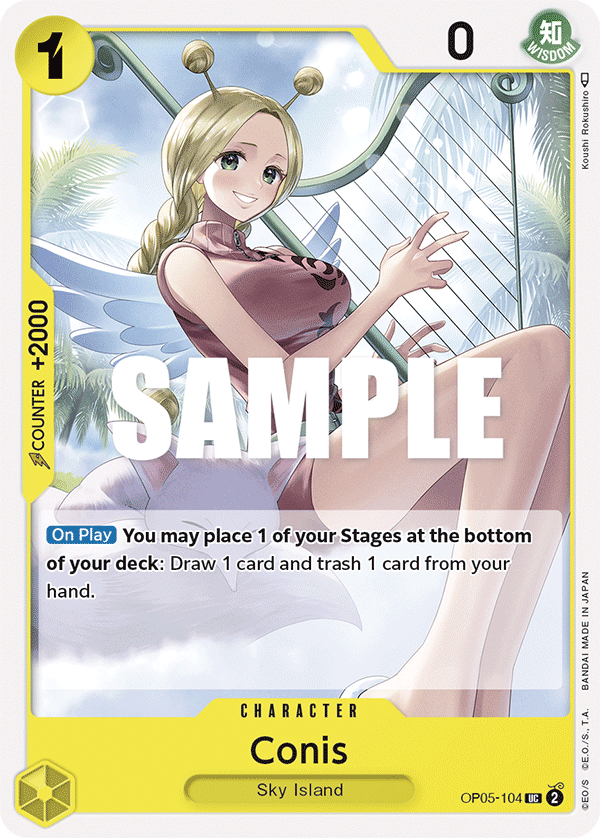 1
0
知
WISDOM
Koushi Rokushiro
COUNTER +2000
SAMPLE
On Play You may place 1 of your Stages at the bottom
of your deck: Draw 1 card and trash 1 card from your
hand.
CHARACTER
Conis
Sky Island
OP05-104 UC 2
©EO/S ©E.O./S., T.A. BANDAI MADE IN JAPAN